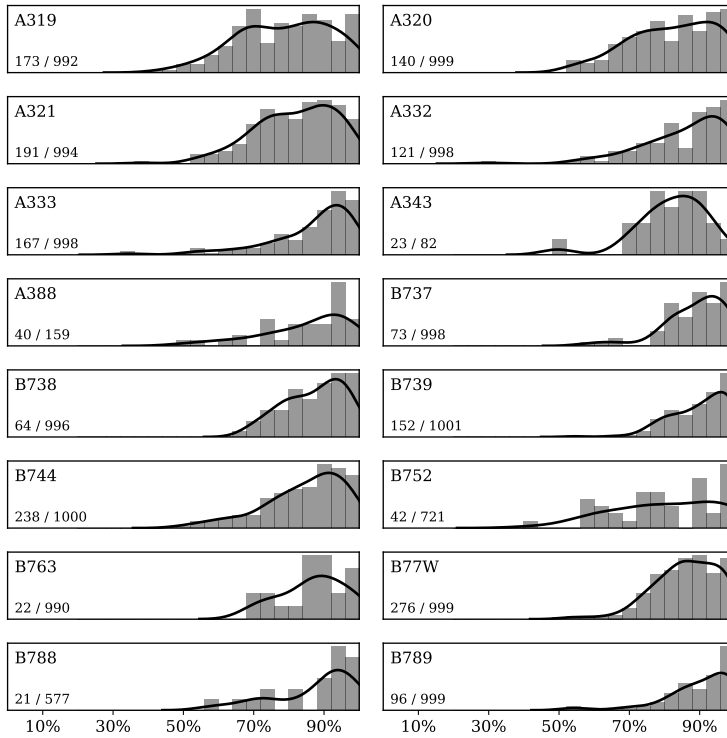 A319
173 / 992
A320
140 / 999
A321
191 / 994
A332
121 / 998
A333
167 / 998
A343
23 / 82
A388
40 / 159
B737
73 / 998
B738
64 / 996
B739
152 / 1001
B744
238 / 1000
B752
42 / 721
B763
22 / 990
B77W
276 / 999
B788
21 / 577
B789
96 / 999
10% 30% 50% 70% 90%
10% 30% 50% 70% 90%